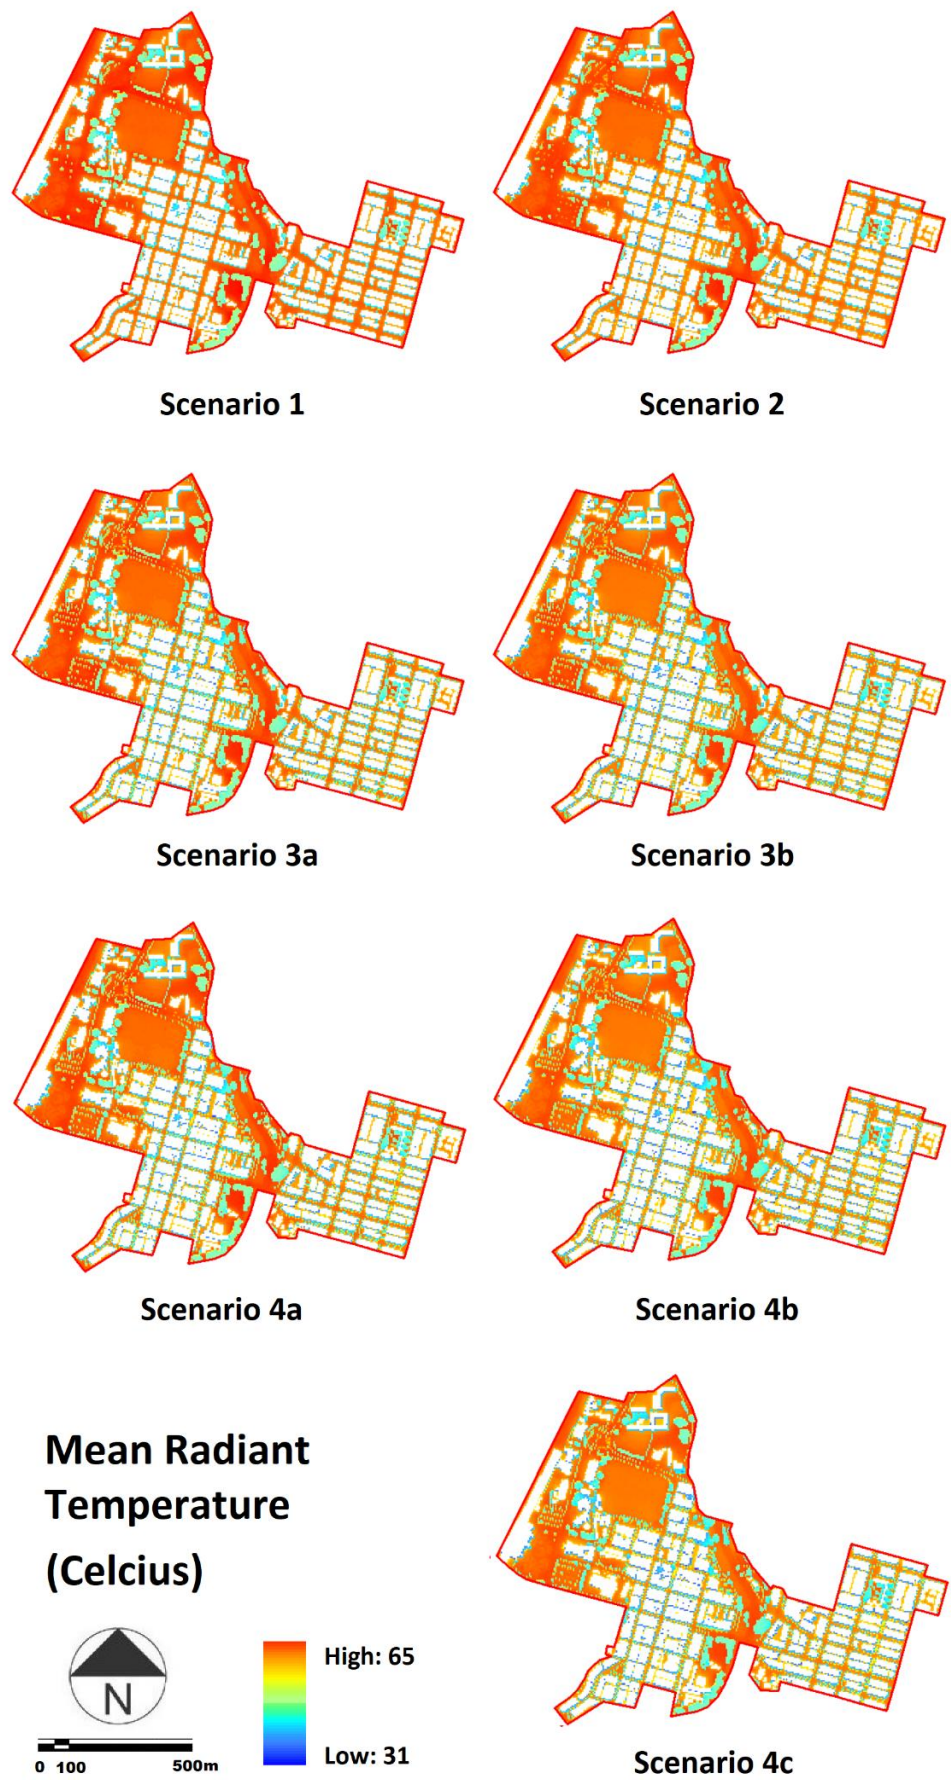 Scenario 1
Scenario 2
Scenario 3a
Scenario 3b
Scenario 4a
Scenario 4b
Mean Radiant
Temperature
(Celcius)
N
High: 65
Low: 31
0 100 500m
Scenario 4c